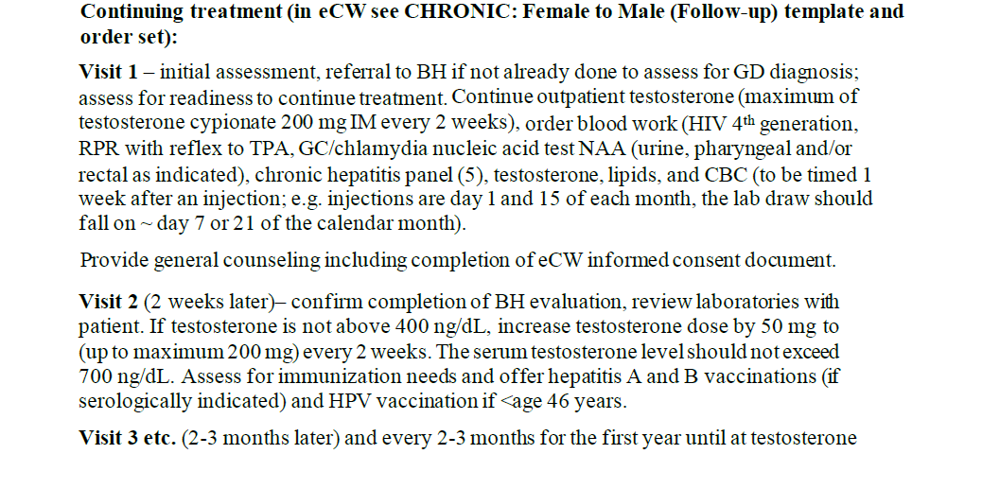 Continuing treatment (in eCW see CHRONIC: Female to Male (Follow-up) template and
order set):
Visit 1 – initial assessment, referral to BH if not already done to assess for GD diagnosis;
assess for readiness to continue treatment. Continue outpatient testosterone (maximum of
testosterone cypionate 200 mg IM every 2 weeks), order blood work (HIV 4th generation,
RPR with reflex to TPA, GC/chlamydia nucleic acid test NAA (urine, pharyngeal and/or
rectal as indicated), chronic hepatitis panel (5), testosterone, lipids, and CBC (to be timed 1
week after an injection; e.g. injections are day 1 and 15 of each month, the lab draw should
fall on ~ day 7 or 21 of the calendar month).
Provide general counseling including completion of eCW informed consent document.
Visit 2 (2 weeks later)– confirm completion of BH evaluation, review laboratories with
patient. If testosterone is not above 400 ng/dL, increase testosterone dose by 50 mg to
(up to maximum 200 mg) every 2 weeks. The serum testosterone level should not exceed
700 ng/dL. Assess for immunization needs and offer hepatitis A and B vaccinations (if
serologically indicated) and HPV vaccination if <age 46 years.
Visit 3 etc. (2-3 months later) and every 2-3 months for the first year until at testosterone